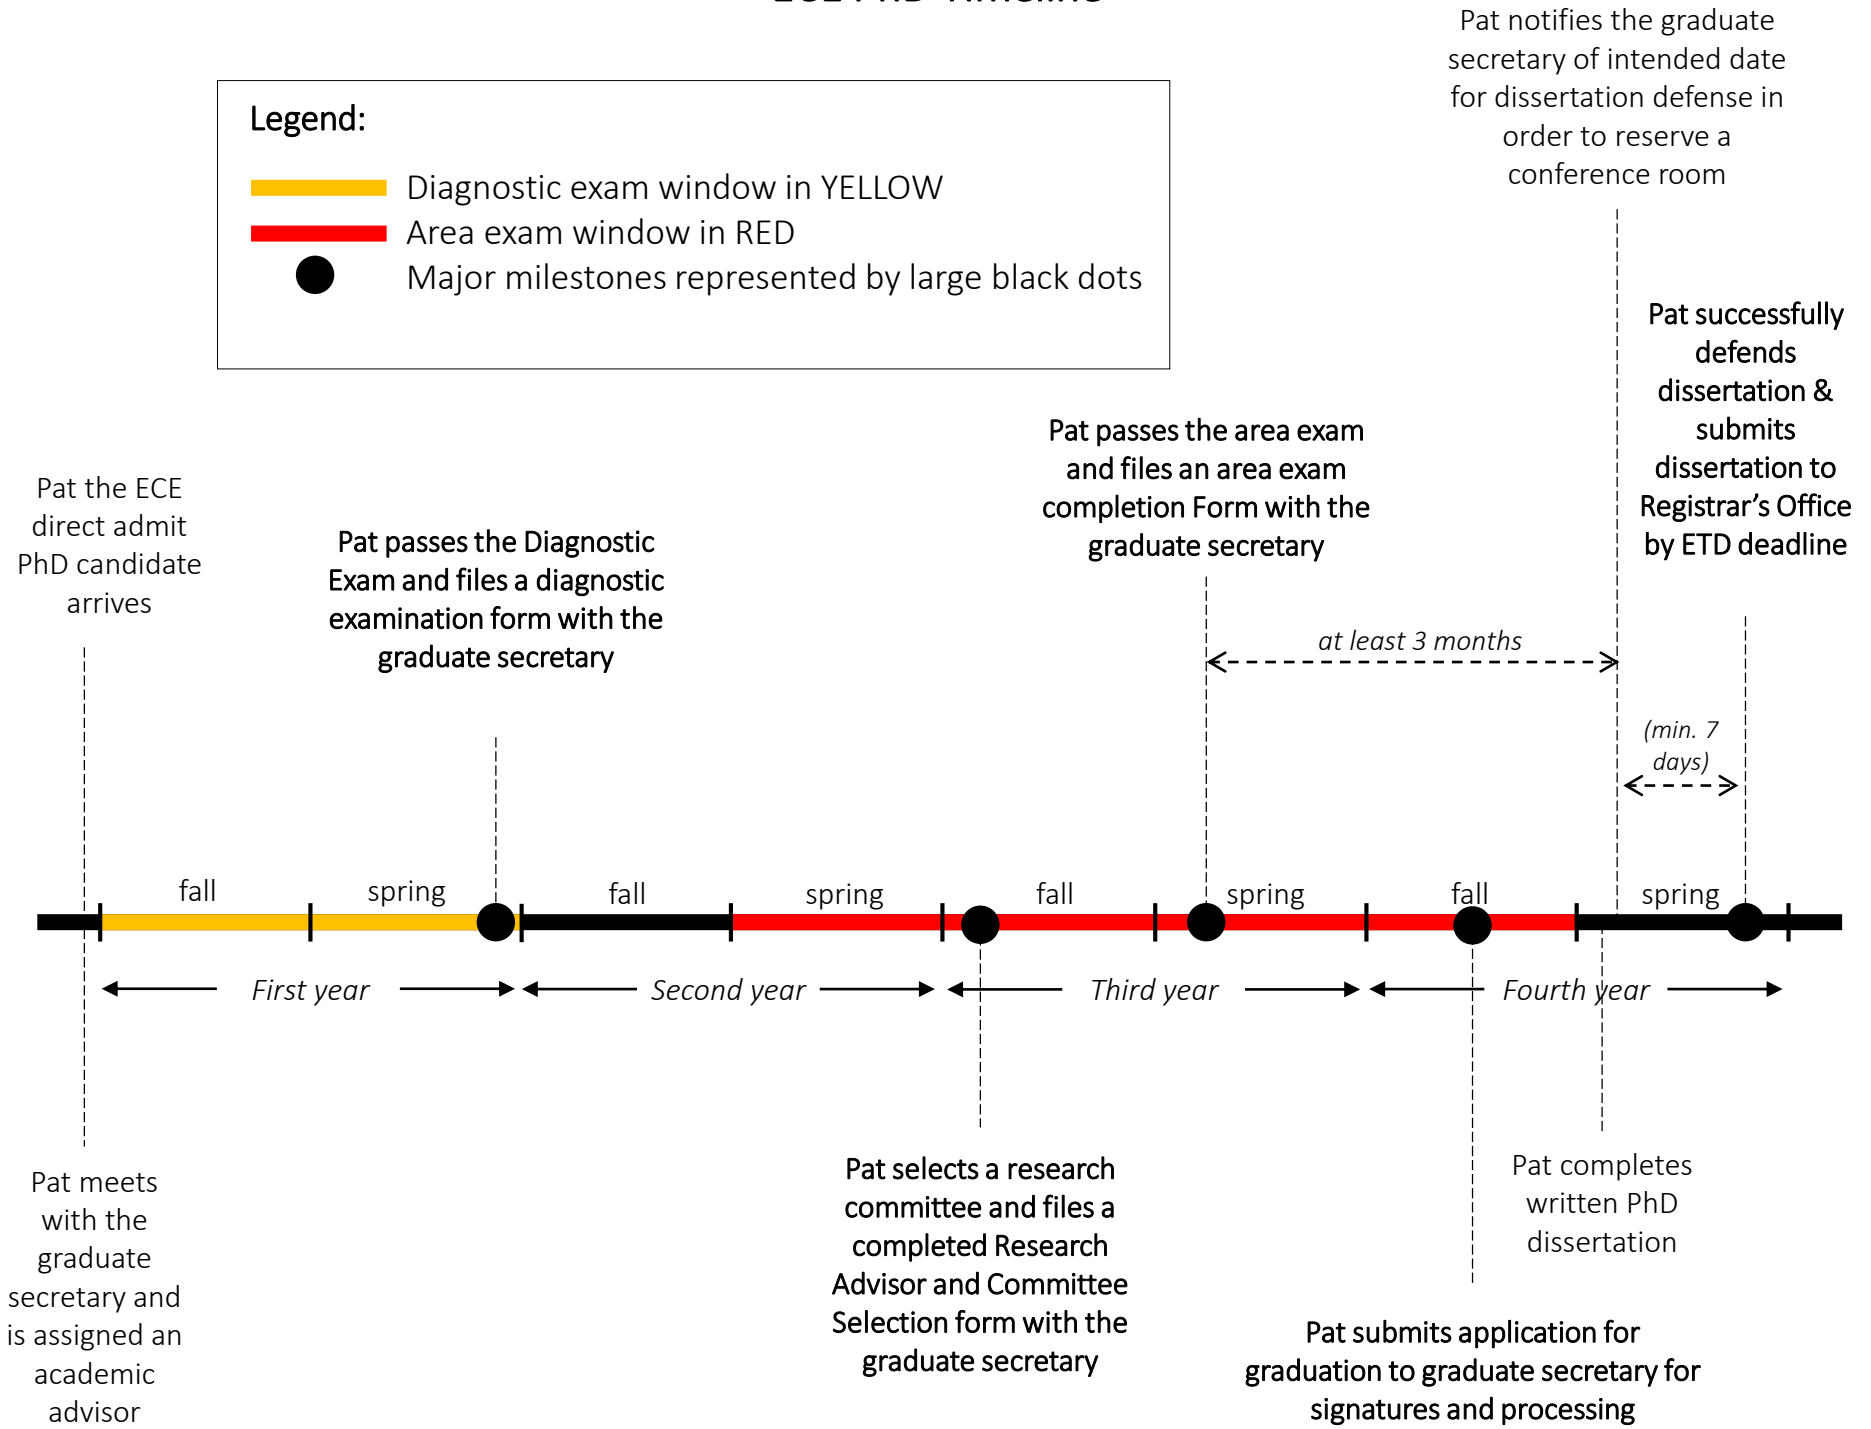 ECE PhD Timeline
Pat notifies the graduate
secretary of intended date
for dissertation defense in
order to reserve a
conference room
Legend:
Diagnostic exam window in YELLOW
Area exam window in RED
Major milestones represented by large black dots
Pat successfully
defends
dissertation &
submits
dissertation to
Registrar's Office
by ETD deadline
Pat passes the area exam
and files an area exam
completion Form with the
graduate secretary
Pat the ECE
direct admit
PhD candidate
arrives
Pat passes the Diagnostic
Exam and files a diagnostic
examination form with the
graduate secretary
at least 3 months
(min. 7
days)
fall
spring
fall
spring
fall
spring
fall
spring
First year
Second year
Third year
Fourth year
Pat meets
with the
graduate
secretary and
is assigned an
academic
advisor
Pat selects a research
committee and files a
completed Research
Advisor and Committee
Selection form with the
graduate secretary
Pat completes
written PhD
dissertation
Pat submits application for
graduation to graduate secretary for
signatures and processing